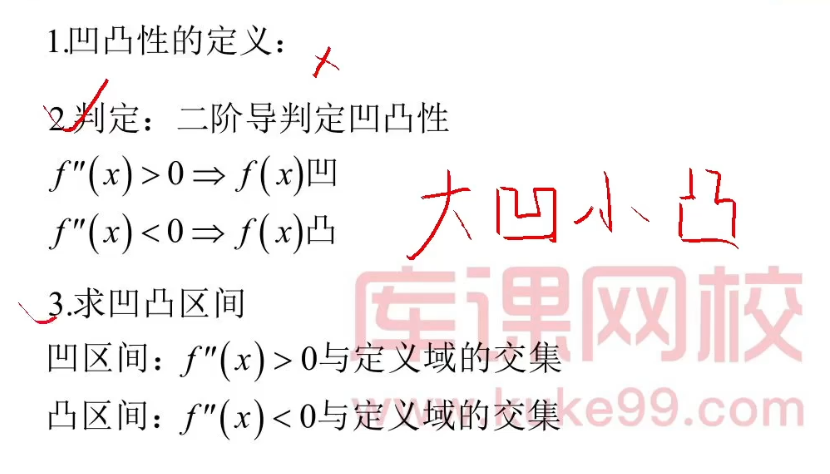 1.凹凸性的定义：
2.判定：二阶导判定凹凸性
f″(x)>0⇒f(x)凹
f″(x)<0⇒f(x)凸
大凹小凸
3.求凹凸区间
库课网校
凹区间：f″(x)>0与定义域的交集
凸区间：f″(x)<0与定义域的交集
www.kuke99.com